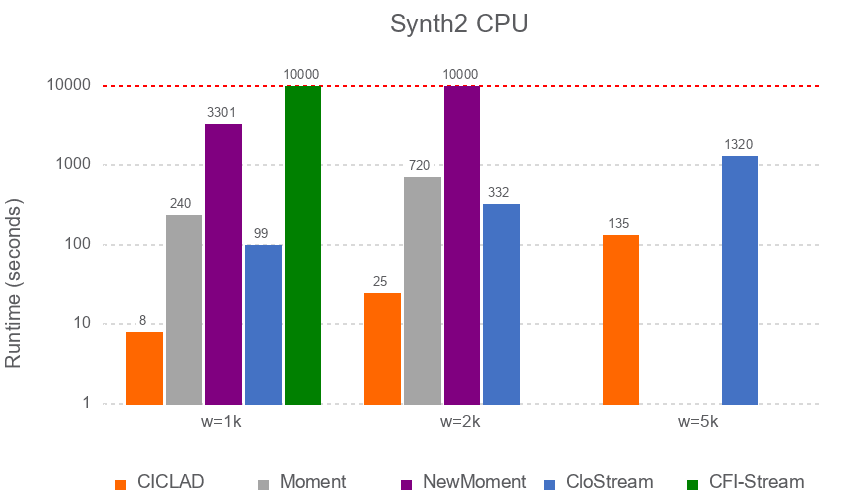 Synth2 CPU
Runtime (seconds)
10000
1000
100
10
1
8
240
3301
99
10000
25
720
10000
332
135
1320
w=1k
w=2k
w=5k
CICLAD
Moment
NewMoment
CloStream
CFI-Stream